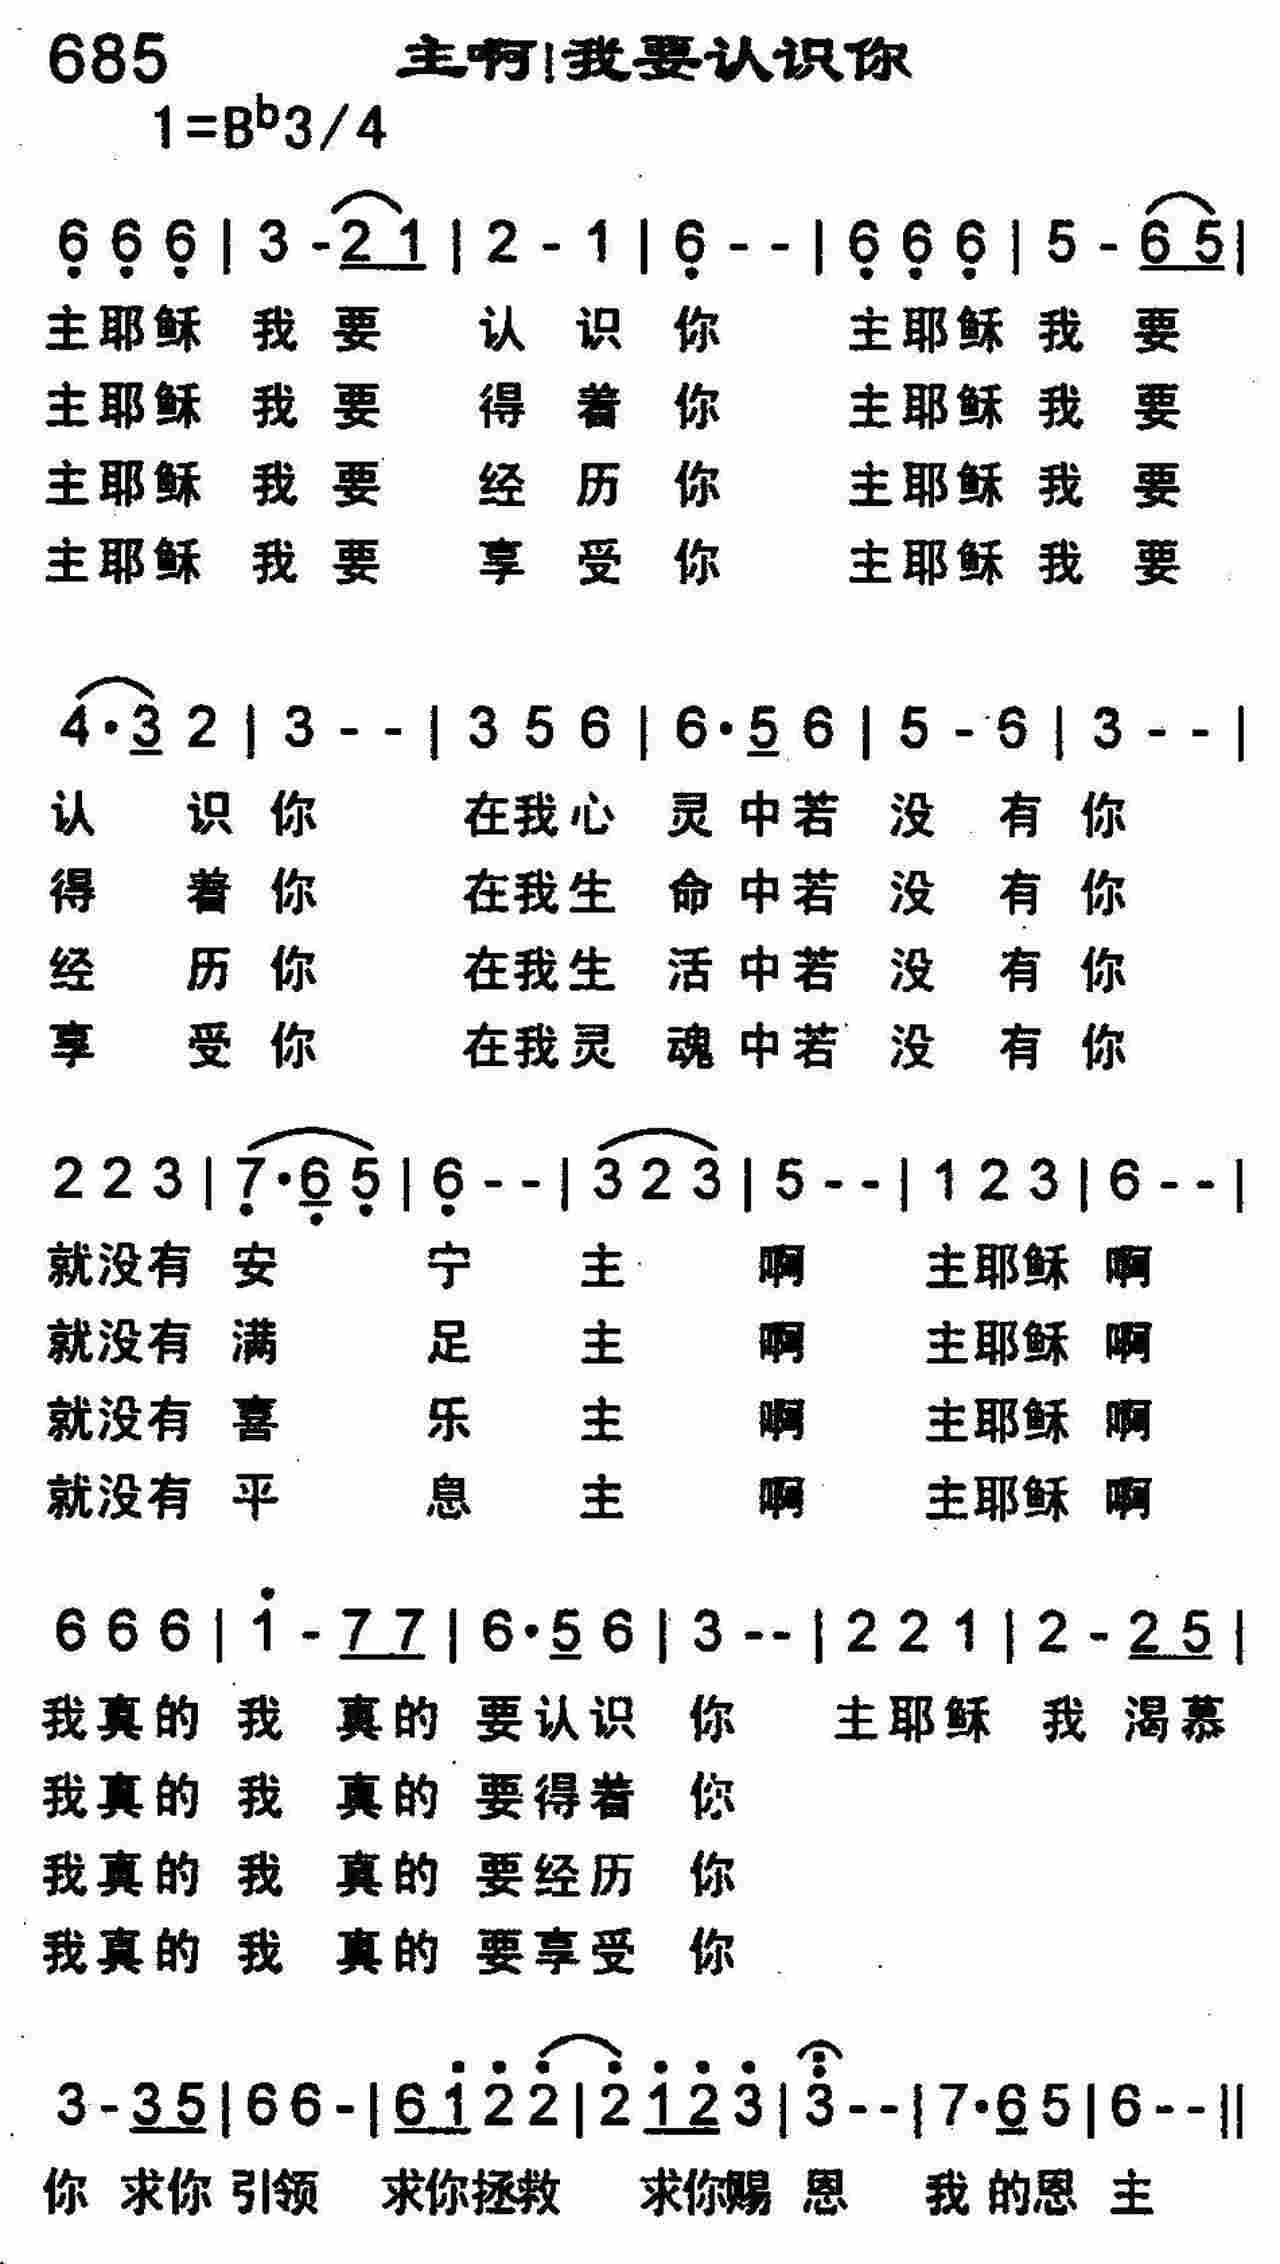 685 主啊!我要认识你
1=Bb3/4
6 6 6 | 3 - 2 1 | 2 - 1 | 6 - - | 6 6 6 | 5 - 6 5 |
主耶稣 我要 认识你 主耶稣我要
主耶稣 我要 得着你 主耶稣我要
主耶稣 我要 经历你 主耶稣我要
主耶稣 我要 享受你 主耶稣我要
4·3 2 | 3 - - | 3 5 6 | 6·5 6 | 5 - 6 | 3 - - |
认识你 在我心灵中若没有你
得着你 在我生命中若没有你
经历你 在我生活中若没有你
享受你 在我灵魂中若没有你
2 2 3 | 7·6 5 | 6 - - | 3 2 3 | 5 - - | 1 2 3 | 6 - - |
就没有安宁 主啊 主耶稣啊
就没有满足 主啊 主耶稣啊
就没有喜乐 主啊 主耶稣啊
就没有平息 主啊 主耶稣啊
6 6 6 | 1 - 7 7 | 6·5 6 | 3 - - | 2 2 1 | 2 - 2 5 |
我真的我真的要认识你 主耶稣我渴慕
我真的我真的要得着你
我真的我真的要经历你
我真的我真的要享受你
3 - 3 5 | 6 6 - | 6 1 2 2 | 2 1 2 3 | 3 - - | 7·6 5 | 6 - - ||
你 求你引领 求你拯救 求你赐恩 我的恩主